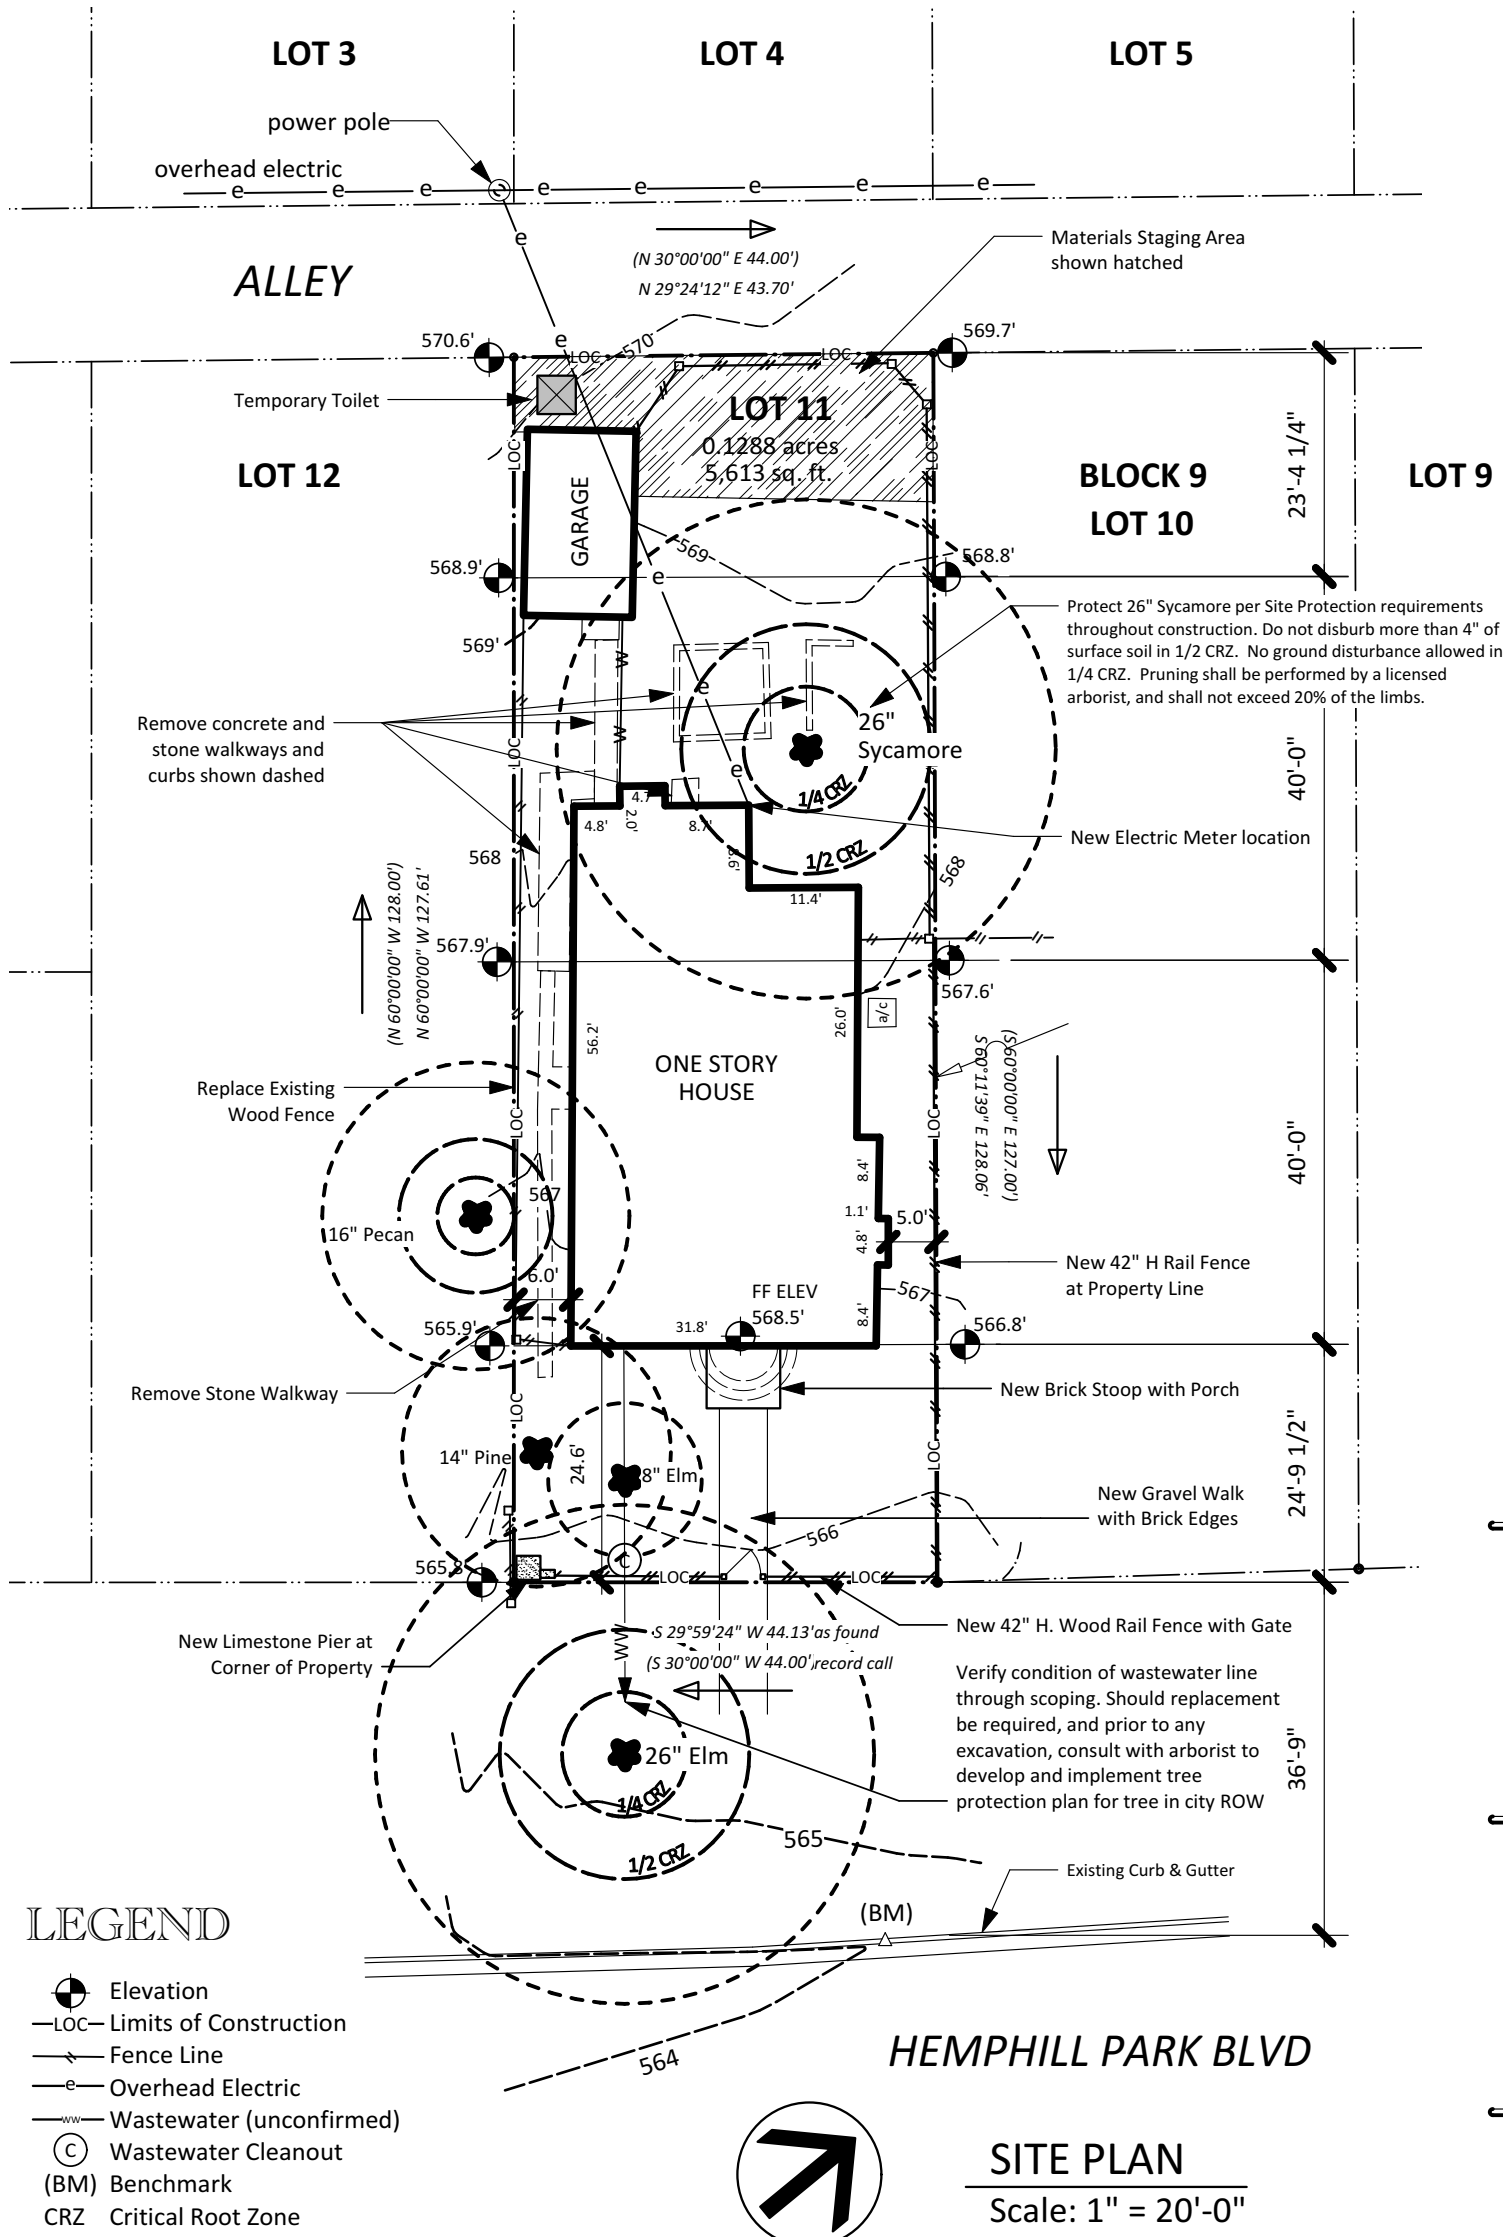 LOT 3
LOT 4
LOT 5
power pole
overhead electric
e e e e e e e e
e
(N 30°00'00" E 44.00')
N 29°24'12" E 43.70'
Materials Staging Area
shown hatched
ALLEY
e
570.6'
569.7'
LOC
570
LOC
Temporary Toilet
LOT 11
0.1288 acres
5,613 sq. ft.
LOC
LOC
LOT 12
GARAGE
BLOCK 9
LOT 10
LOT 9
23'-4 1/4"
569
568.9'
e
568.8'
Protect 26" Sycamore per Site Protection requirements
throughout construction. Do not disburb more than 4" of
surface soil in 1/2 CRZ. No ground disturbance allowed in
1/4 CRZ. Pruning shall be performed by a licensed
arborist, and shall not exceed 20% of the limbs.
569'
W
e
W
Remove concrete and
stone walkways and
curbs shown dashed
LOC
26"
Sycamore
LOC
40'-0"
e
1/4 CRZ
4.7'
4.8'
2.0'
8.7'
New Electric Meter location
1/2 CRZ
568
568
11.4'
(N 60°00'00" W 128.00')
N 60°00'00" W 127.61'
567.9'
567.6'
a/c
26.0'
56.2'
ONE STORY
HOUSE
(S 60°00'00" E 127.00')
S 60°11'39" E 128.06'
Replace Existing
Wood Fence
LOC
LOC
40'-0"
567
8.4'
1.1'
5.0'
16" Pecan
4.8'
6.0'
New 42" H Rail Fence
at Property Line
FF ELEV
568.5'
567
565.9'
31.8'
8.4'
566.8'
Remove Stone Walkway
LOC
New Brick Stoop with Porch
14" Pine
24.6'
8" Elm
LOC
24'-9 1/2"
New Gravel Walk
with Brick Edges
566
C
565.8
LOC
LOC
New Limestone Pier at
Corner of Property
WW
S 29°59'24" W 44.13' as found
(S 30°00'00" W 44.00') record call
New 42" H. Wood Rail Fence with Gate
Verify condition of wastewater line
through scoping. Should replacement
be required, and prior to any
excavation, consult with arborist to
develop and implement tree
protection plan for tree in city ROW
26" Elm
1/4 CRZ
1/2 CRZ
36'-9"
565
Existing Curb & Gutter
(BM)
564
HEMPHILL PARK BLVD
LEGEND
Elevation
LOC Limits of Construction
Fence Line
e Overhead Electric
WW Wastewater (unconfirmed)
C Wastewater Cleanout
(BM) Benchmark
CRZ Critical Root Zone
SITE PLAN
Scale: 1" = 20'-0"